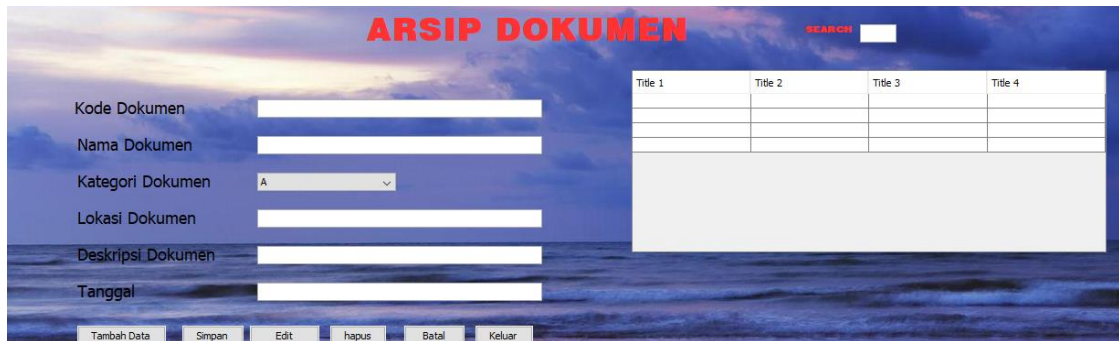 ARSIP DOKUMEN
SEARCH
Title 1 Title 2 Title 3 Title 4
Kode Dokumen
Nama Dokumen
Kategori Dokumen A
Lokasi Dokumen
Deskripsi Dokumen
Tanggal
Tambah Data Simpan Edit hapus Batal Keluar